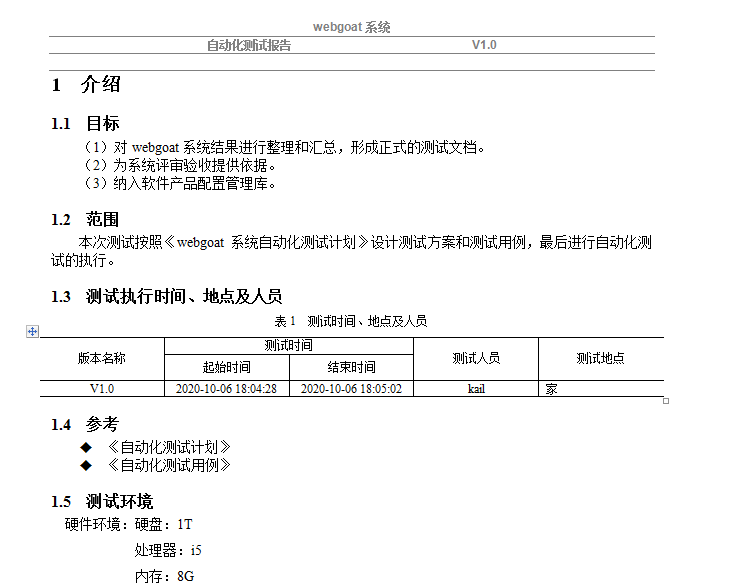 webgoat 系统
自动化测试报告 V1.0
1 介绍
1.1 目标
（1）对 webgoat 系统结果进行整理和汇总，形成正式的测试文档。
（2）为系统评审验收提供依据。
（3）纳入软件产品配置管理库。
1.2 范围
本次测试按照《webgoat 系统自动化测试计划》设计测试方案和测试用例，最后进行自动化测
试的执行。
1.3 测试执行时间、地点及人员
表 1 测试时间、地点及人员
版本名称 测试时间 测试人员 测试地点
起始时间 结束时间
V1.0 2020-10-06 18:04:28 2020-10-06 18:05:02 kail 家
1.4 参考
◆ 《自动化测试计划》
◆ 《自动化测试用例》
1.5 测试环境
硬件环境：硬盘：1T
处理器：i5
内存：8G